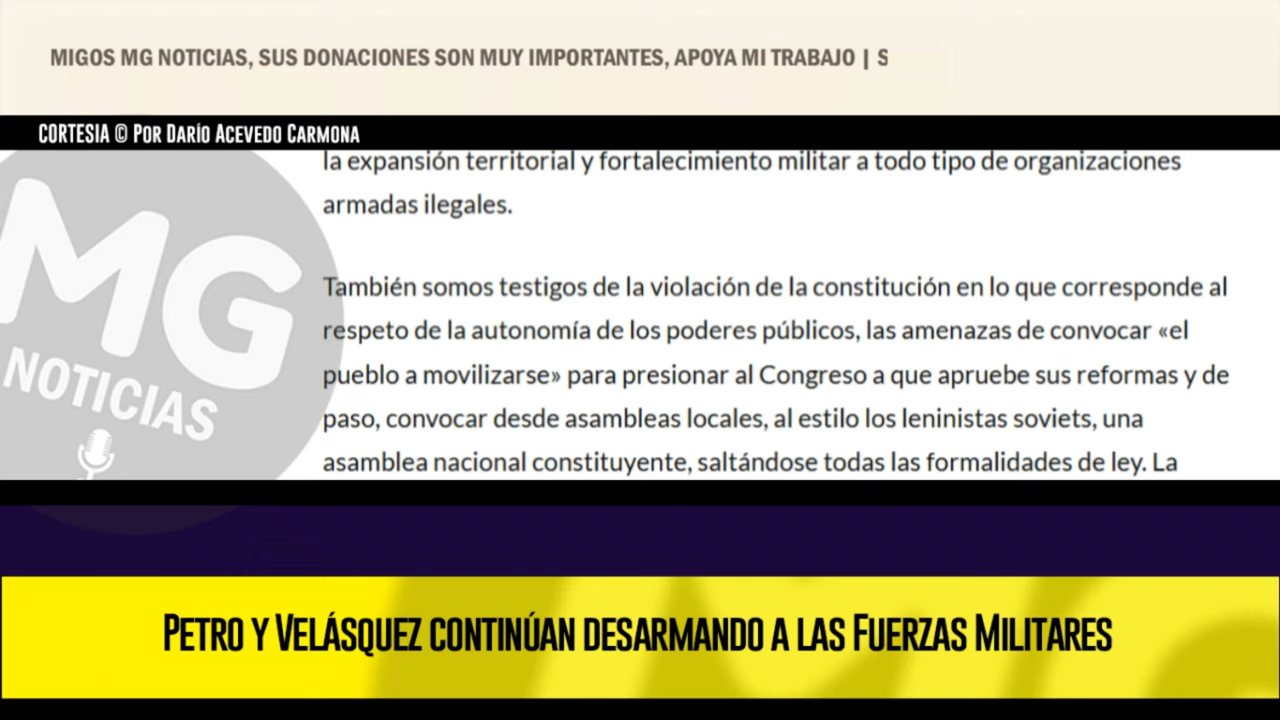 MIGOS MG NOTICIAS, SUS DONACIONES SON MUY IMPORTANTES, APOYA MI TRABAJO | S
CORTESIA © POR DARÍO ACEVEDO CARMONA
la expansión territorial y fortalecimiento militar a todo tipo de organizaciones
armadas ilegales.
También somos testigos de la violación de la constitución en lo que corresponde al
respeto de la autonomía de los poderes públicos, las amenazas de convocar «el
pueblo a movilizarse» para presionar al Congreso a que apruebe sus reformas y de
paso, convocar desde asambleas locales, al estilo los leninistas soviets, una
asamblea nacional constituyente, saltándose todas las formalidades de ley. La
MG
NOTICIAS
PETRO Y VELÁSQUEZ CONTINÚAN DESARMANDO A LAS FUERZAS MILITARES